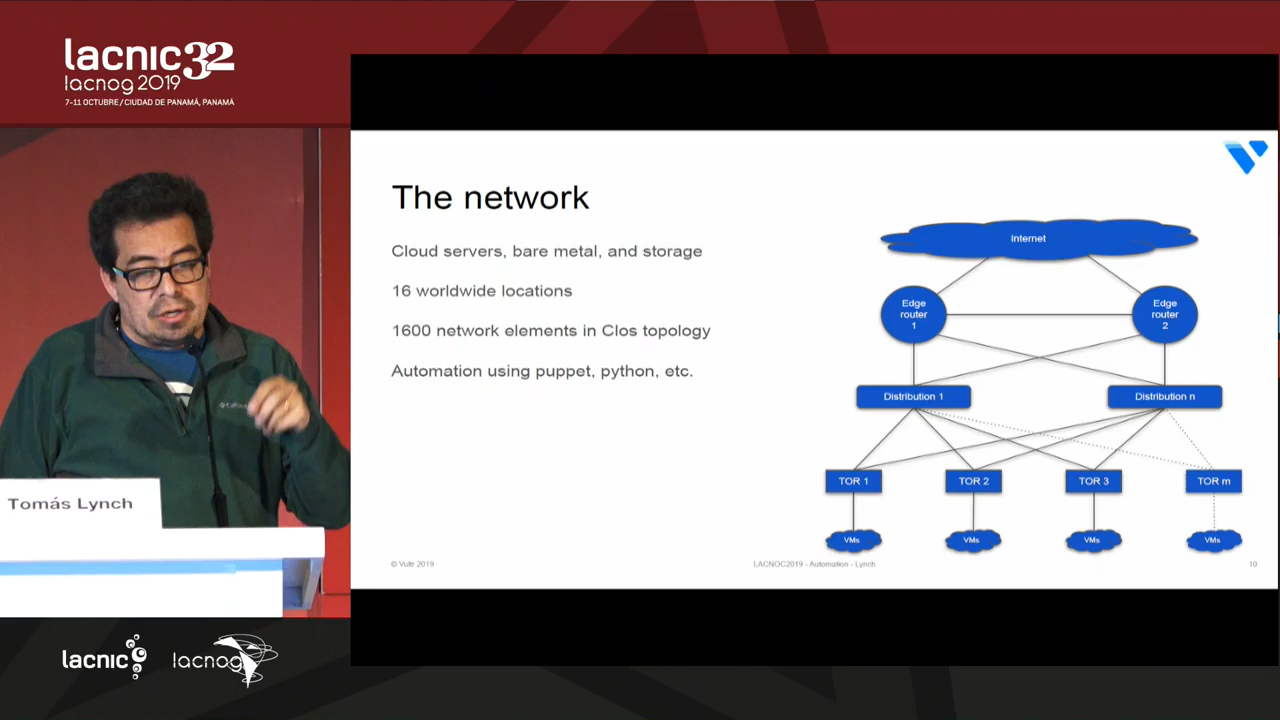 lacnic32
lacnog 2019
7-11 OCTUBRE / CIUDAD DE PANAMÁ, PANAMÁ
Tomás Lynch
lacnic
lacnog
The network
Cloud servers, bare metal, and storage
16 worldwide locations
1600 network elements in Clos topology
Automation using puppet, python, etc.
Internet
Edge
router
1
Edge
router
2
Distribution 1
Distribution n
TOR 1
TOR 2
TOR 3
TOR m
VMs
VMs
VMs
VMs
© Vultr 2019
LACNOC2019 - Automation - Lynch
10